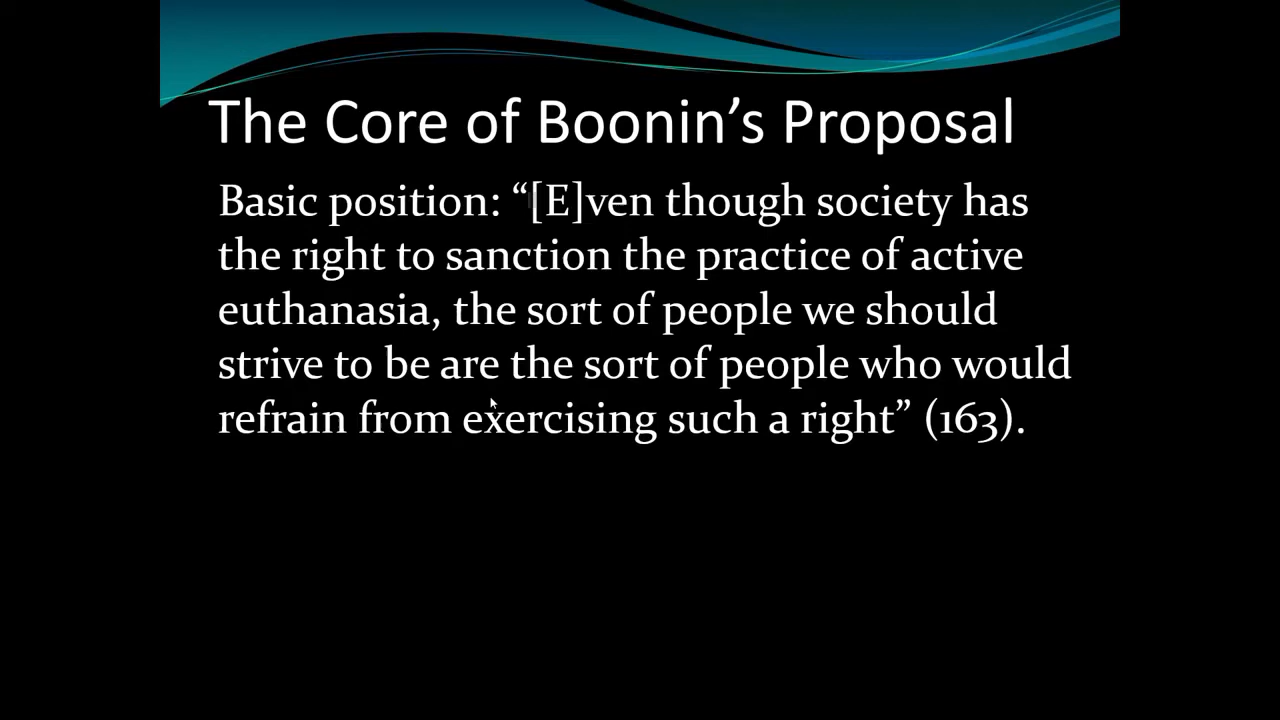 The Core of Boonin’s Proposal
Basic position: “[E]ven though society has
the right to sanction the practice of active
euthanasia, the sort of people we should
strive to be are the sort of people who would
refrain from exercising such a right” (163).